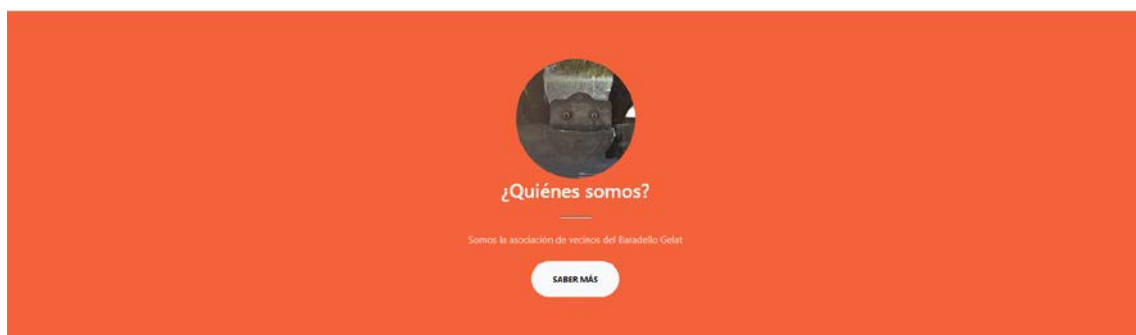 ¿Quiénes somos?
Somos la asociación de vecinos del Baradello Gelat
SABER MÁS